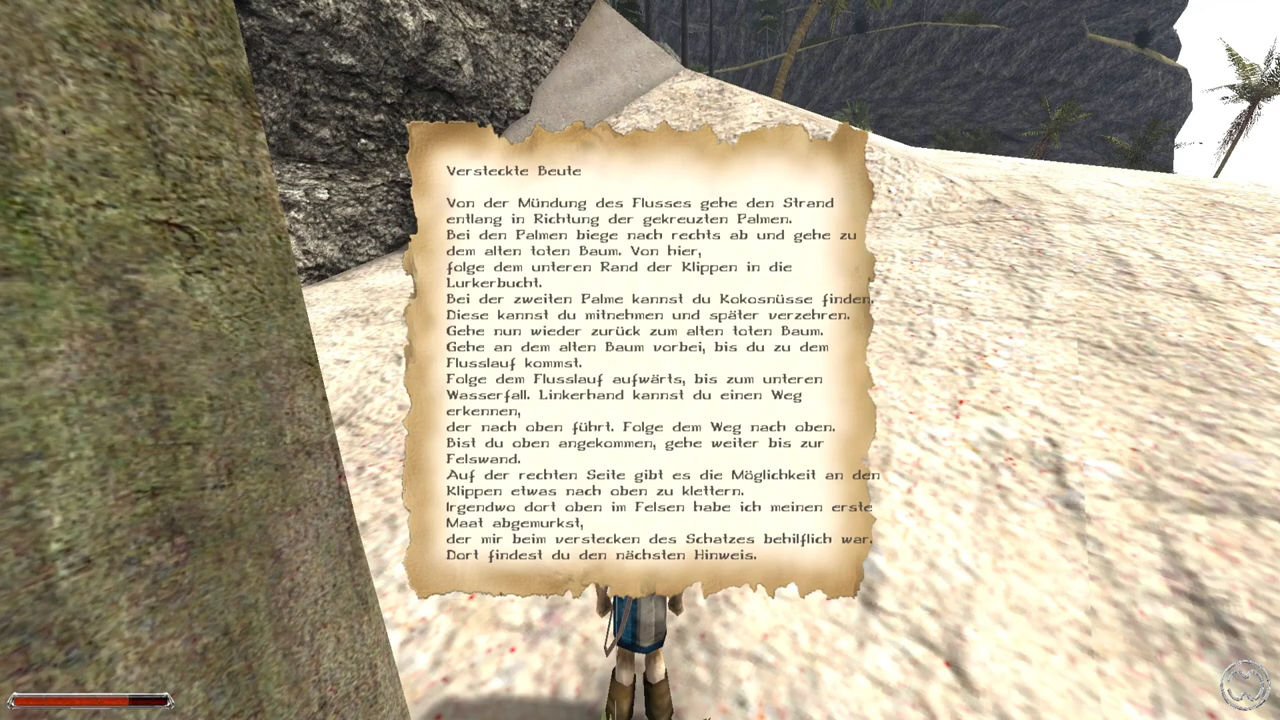 Versteckte Beute
Von der Mündung des Flusses gehe den Strand
entlang in Richtung der gekreuzten Palmen.
Bei den Palmen biege nach rechts ab und gehe zu
dem alten toten Baum. Von hier,
folge dem unteren Rand der Klippen in die
Lurkerbucht.
Bei der zweiten Palme kannst du Kokosnüsse finden.
Diese kannst du mitnehmen und später verzehren.
Gehe nun wieder zurück zum alten toten Baum.
Gehe an dem alten Baum vorbei, bis du zu dem
Flusslauf kommst.
Folge dem Flusslauf aufwärts, bis zum unteren
Wasserfall. Linkerhand kannst du einen Weg
erkennen,
der nach oben führt. Folge dem Weg nach oben.
Bist du oben angekommen, gehe weiter bis zur
Felswand.
Auf der rechten Seite gibt es die Möglichkeit an den
Klippen etwas nach oben zu klettern.
Irgendwo dort oben im Felsen habe ich meinen erste
Maat abgemurkst,
der mir beim verstecken des Schatzes behilflich war.
Dort findest du den nächsten Hinweis.